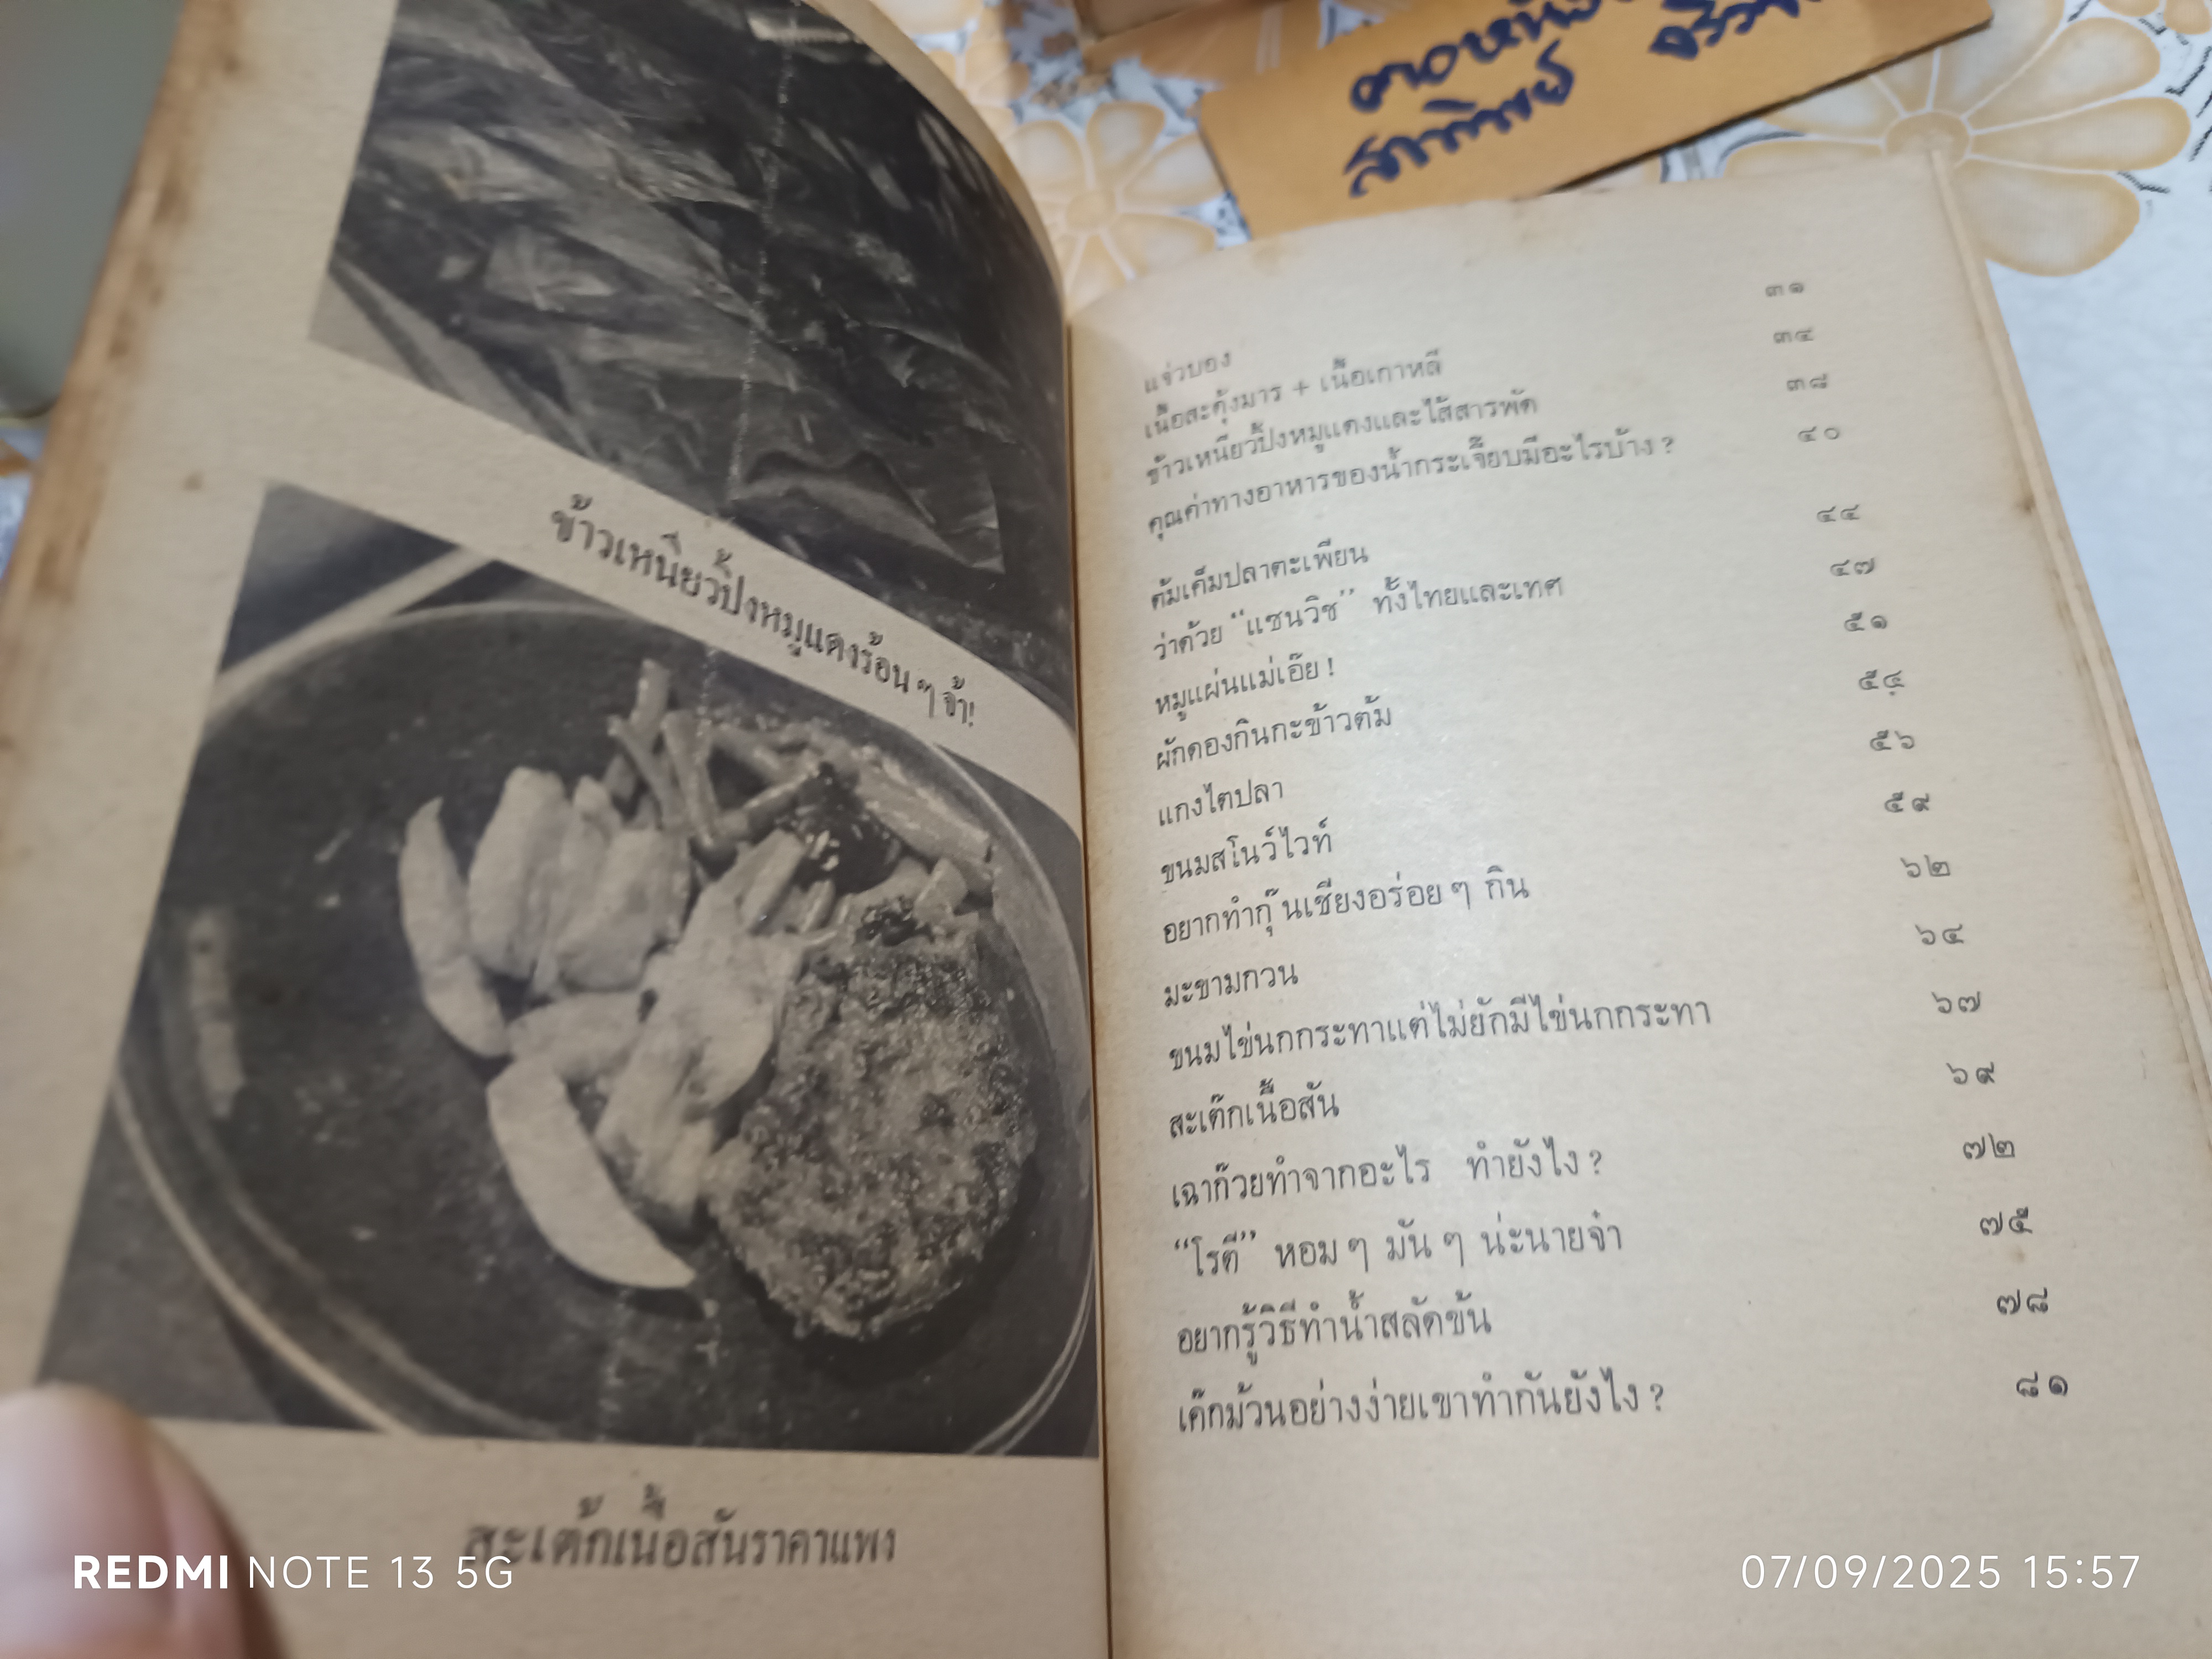 ข้าวเหนียวปิ้งหมูแดงร้อน ๆ จ้า!
สะเต้กเนื้อสันราคาแพง
แจ่วบอง ๓๑
เนื้อสะดุ้งมาร + เนื้อเกาหลี ๓๔
ข้าวเหนียวปิ้งหมูแดงและไส้สารพัด ๓๘
คุณค่าทางอาหารของน้ำกระเจี๊ยบมีอะไรบ้าง ? ๔๐
ต้มเค็มปลาตะเพียน ๔๔
ว่าด้วย “แซนวิช” ทั้งไทยและเทศ ๔๗
หมูแผ่นแม่เอ๊ย ! ๕๑
ผักดองกินกะข้าวต้ม ๕๔
แกงไตปลา ๕๖
ขนมสโนว์ไวท์ ๕๙
อยากทำกุ๊นเชียงอร่อย ๆ กิน ๖๒
มะขามกวน ๖๔
ขนมไข่นกกระทาแต่ไม่ยักมีไข่นกกระทา ๖๗
สะเต๊กเนื้อสัน ๖๙
เฉาก๊วยทำจากอะไร ทำยังไง ? ๗๒
“โรตี” หอม ๆ มัน ๆ น่ะนายจ๋า ๗๕
อยากรู้วิธีทำน้ำสลัดข้น ๗๘
เค๊กม้วนอย่างง่ายเขาทำกันยังไง ? ๘๑
REDMI NOTE 13 5G
07/09/2025 15:57